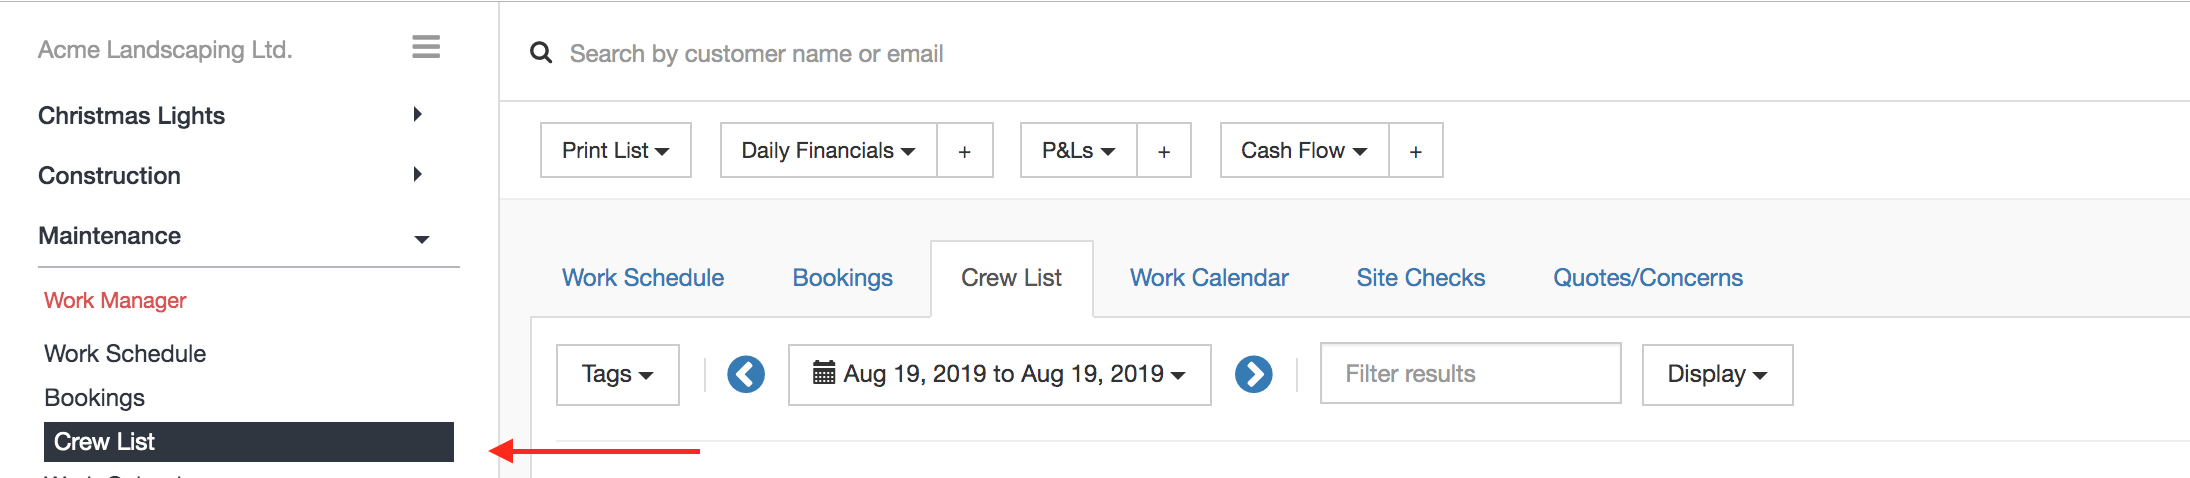 Acme Landscaping Ltd.
Christmas Lights
Construction
Maintenance
Work Manager
Work Schedule
Bookings
Crew List
Search by customer name or email
Print List
Daily Financials +
P&Ls +
Cash Flow +
Work Schedule Bookings Crew List Work Calendar Site Checks Quotes/Concerns
Tags Aug 19, 2019 to Aug 19, 2019 Filter results Display